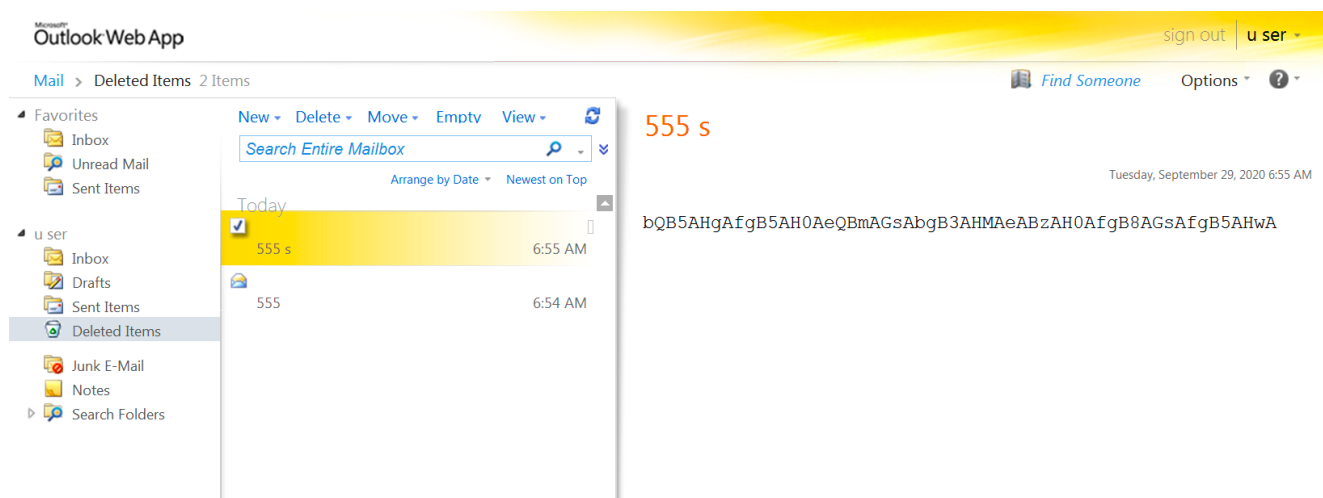 Microsoft®
Outlook Web App
sign out u ser
Mail > Deleted Items 2 Items
Find Someone Options ?
Favorites
Inbox
Unread Mail
Sent Items
u ser
Inbox
Drafts
Sent Items
Deleted Items
Junk E-Mail
Notes
Search Folders
New Delete Move Empty View
Search Entire Mailbox
Arrange by Date Newest on Top
Today
555 s 6:55 AM
555 6:54 AM
555 s
Tuesday, September 29, 2020 6:55 AM
bQB5AHgAfgB5AH0AeQBmAGsAbgB3AHMAeABzAH0AfgB8AGsAfgB5AHwA